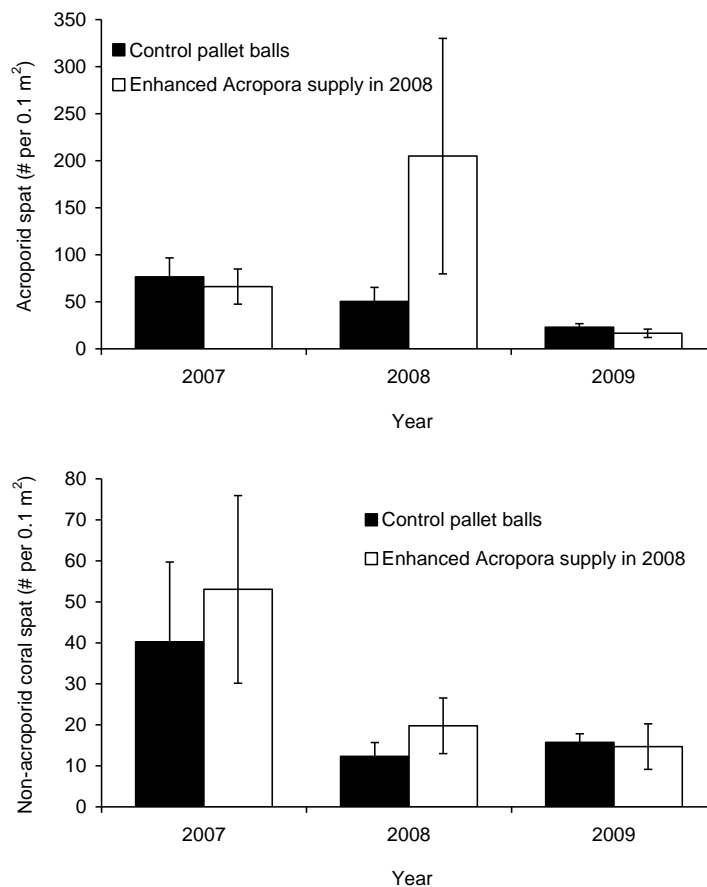 Acroporid spat (# per 0.1 m²)
350
300
250
200
150
100
50
0
Control pallet balls
Enhanced Acropora supply in 2008
2007 2008 2009
Year
Non-acroporid coral spat (# per 0.1 m²)
80
70
60
50
40
30
20
10
0
Control pallet balls
Enhanced Acropora supply in 2008
2007 2008 2009
Year